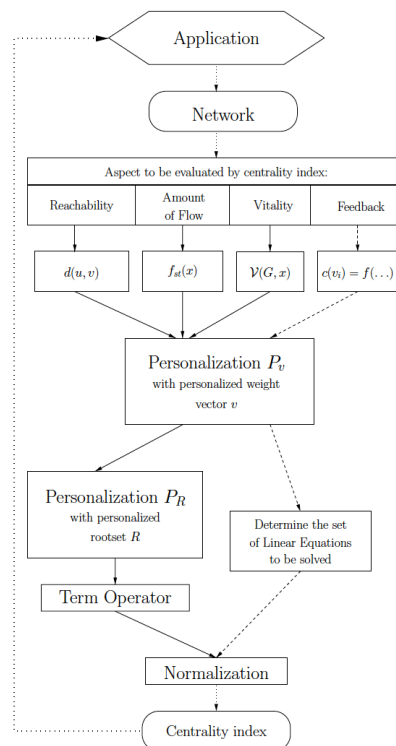 Application
Network
Aspect to be evaluated by centrality index:
Reachability
Amount
of Flow
Vitality
Feedback
d(u, v)
f_{st}(x)
𝒱(G, x)
c(v_i) = f(...)
Personalization P_v
with personalized weight
vector v
Personalization P_R
with personalized
rootset R
Determine the set
of Linear Equations
to be solved
Term Operator
Normalization
Centrality index